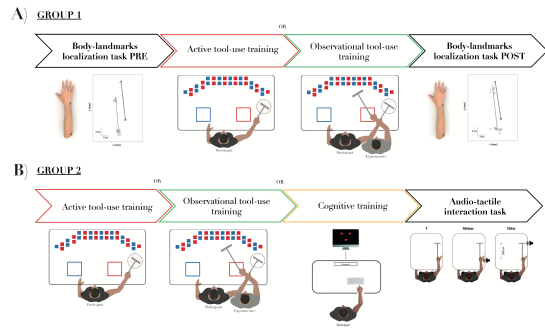 A) GROUP 1
OR
Body-landmarks
localization task PRE
Active tool-use training
Observational tool-use
training
Body-landmarks
localization task POST
Participant
Participant
Experimenter
B) GROUP 2
OR
OR
Active tool-use training
Observational tool-use
training
Cognitive training
Audio-tactile
interaction task
T
TAnear
TAfar
Participant
Participant
Experimenter
Participant